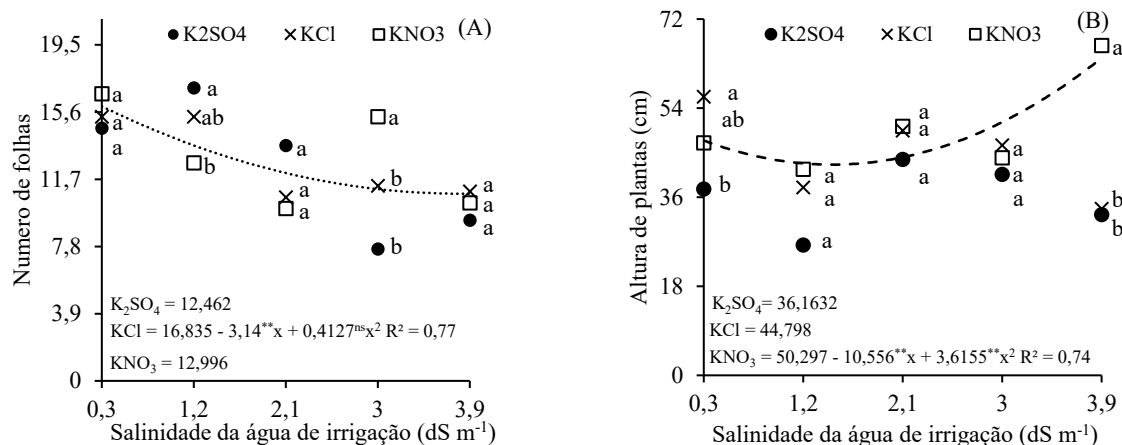 (A)
K2SO4 KCl KNO3
Numero de folhas
19,5
15,6
11,7
7,8
3,9
0
a
a
a
a
ab
b
a
a
a
a
b
b
a
a
a
K₂SO₄ = 12,462
KCl = 16,835 - 3,14**x + 0,4127ⁿˢx² R² = 0,77
KNO₃ = 12,996
0,3 1,2 2,1 3 3,9
Salinidade da água de irrigação (dS m⁻¹)
(B)
K2SO4 KCl KNO3
Altura de plantas (cm)
72
54
36
18
0
a
ab
b
a
a
a
a
a
a
a
a
a
a
b
b
K₂SO₄= 36,1632
KCl = 44,798
KNO₃ = 50,297 - 10,556**x + 3,6155**x² R² = 0,74
0,3 1,2 2,1 3 3,9
Salinidade da água de irrigação (dS m⁻¹)